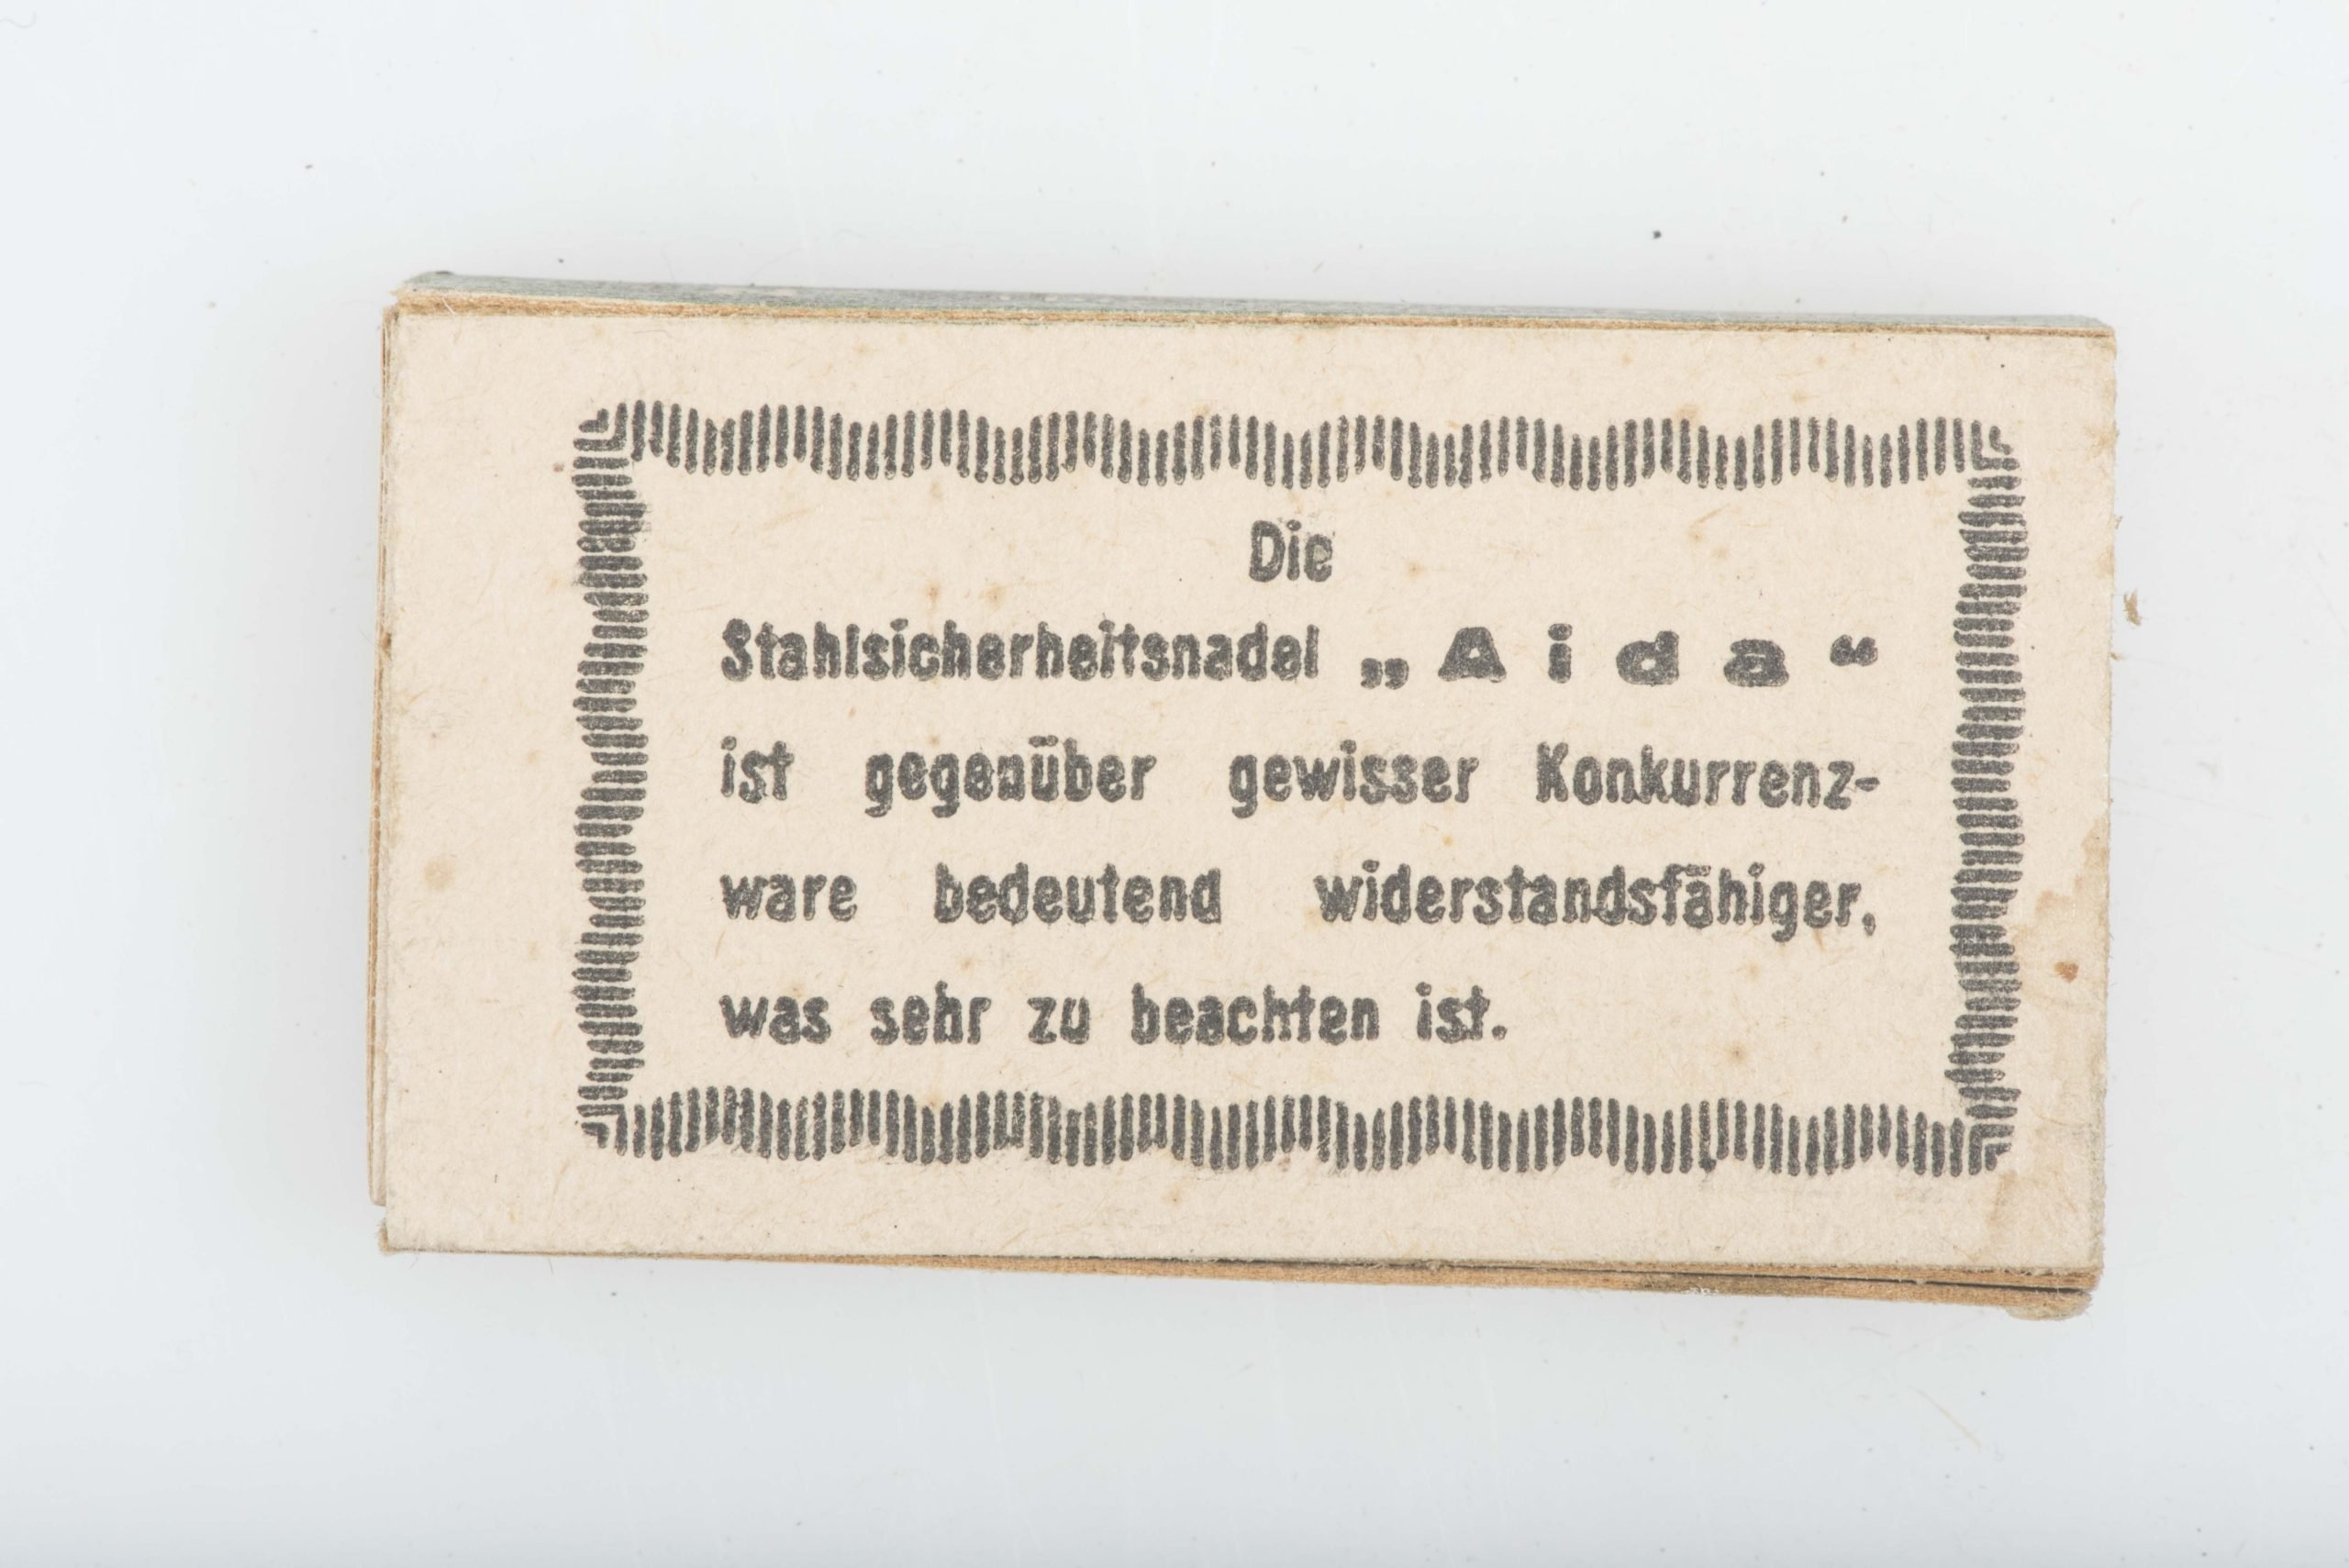 Die
Stahlsicherheitsnadel „Aida“
ist gegenüber gewisser Konkurrenz-
ware bedeutend widerstandsfähiger,
was sehr zu beachten ist.